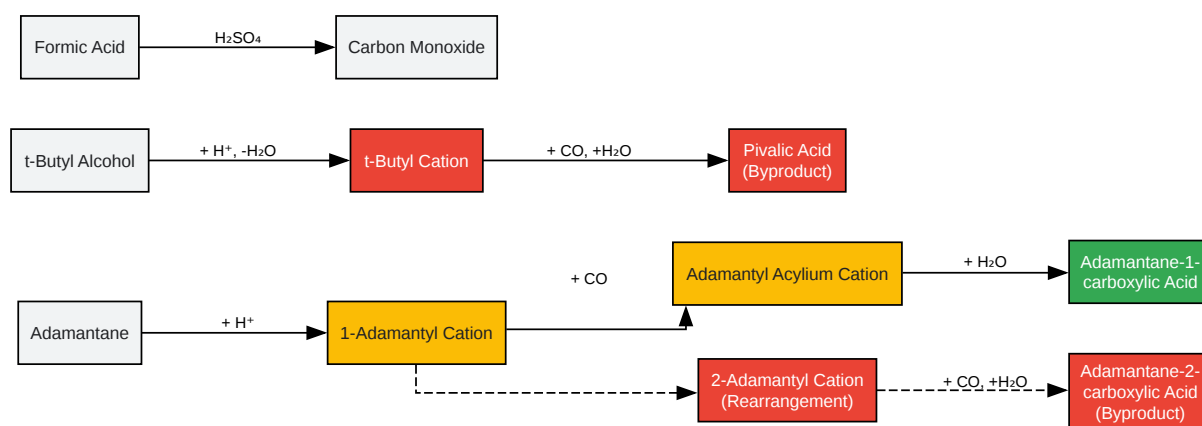 Formic Acid
H₂SO₄
Carbon Monoxide
t-Butyl Alcohol
+ H⁺, -H₂O
t-Butyl Cation
+ CO, +H₂O
Pivalic Acid
(Byproduct)
Adamantane
+ H⁺
1-Adamantyl Cation
+ CO
Adamantyl Acylium Cation
+ H₂O
Adamantane-1-
carboxylic Acid
2-Adamantyl Cation
(Rearrangement)
+ CO, +H₂O
Adamantane-2-
carboxylic Acid
(Byproduct)